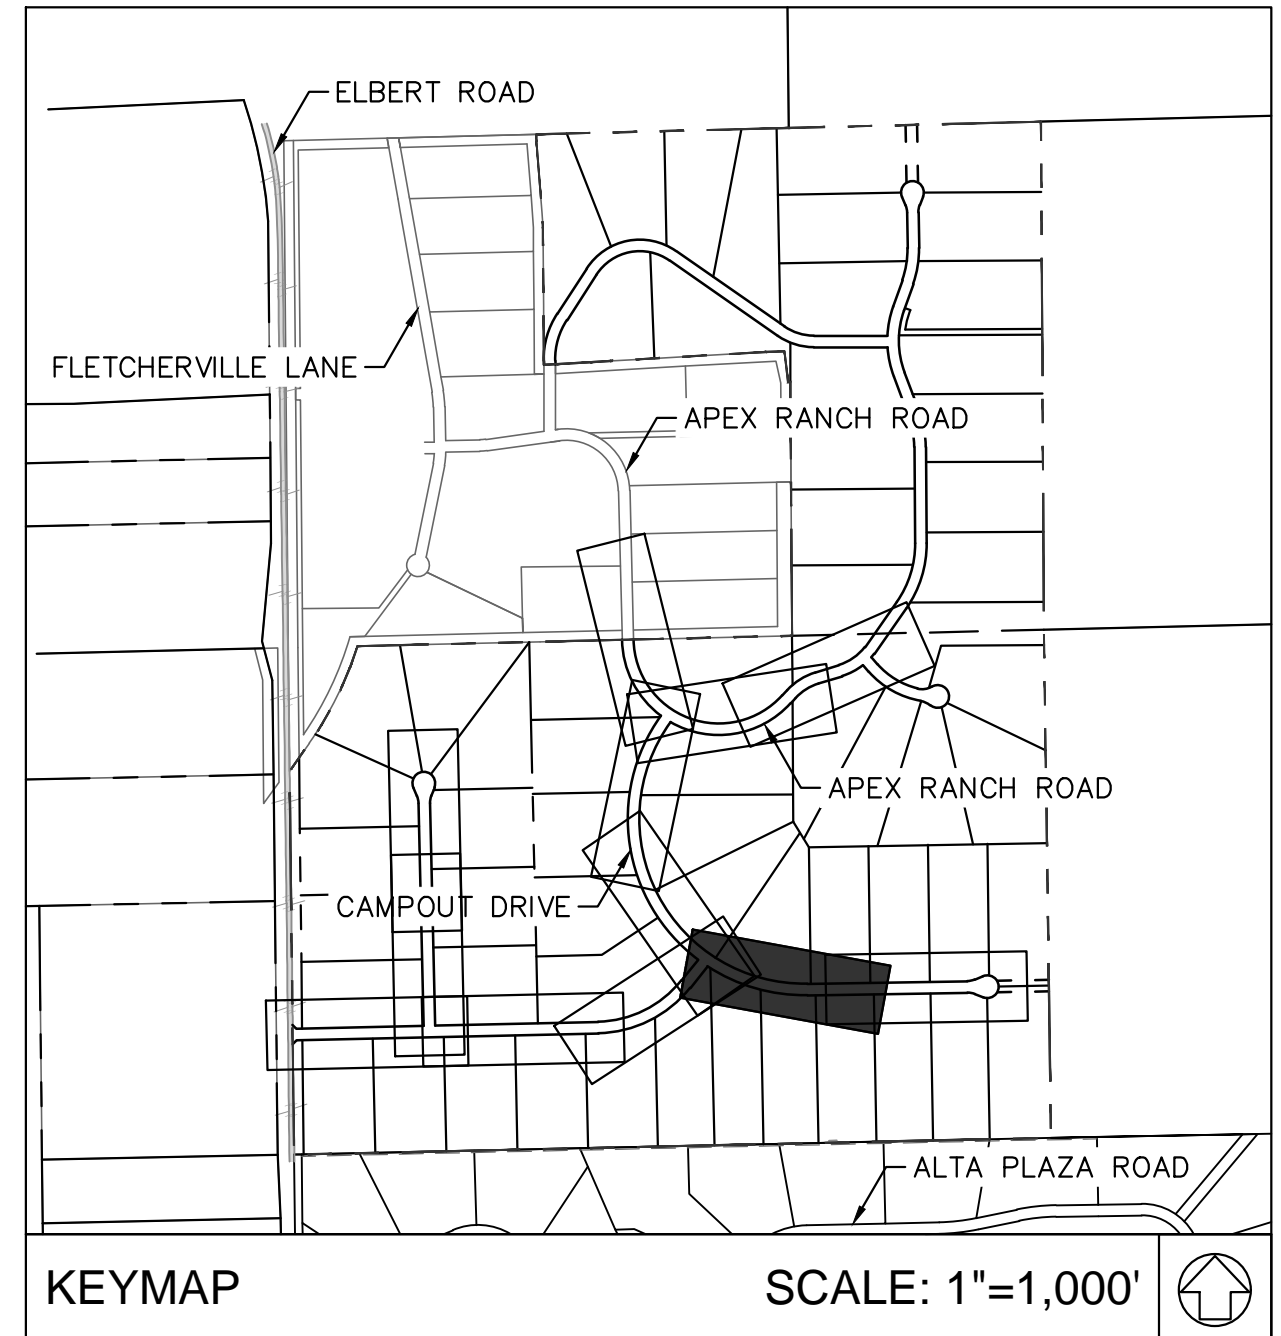 ELBERT ROAD
FLETCHERVILLE LANE
APEX RANCH ROAD
APEX RANCH ROAD
CAMPOUT DRIVE
ALTA PLAZA ROAD
KEYMAP
SCALE: 1"=1,000'